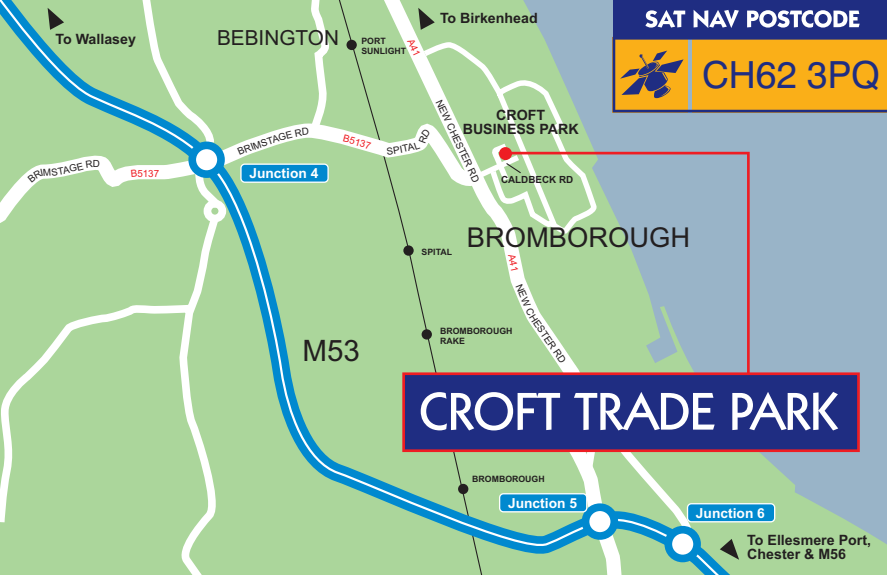 To Wallasey
BEBINGTON
PORT
SUNLIGHT
A41
To Birkenhead
SAT NAV POSTCODE
CH62 3PQ
CROFT
BUSINESS PARK
NEW CHESTER RD
BRIMSTAGE RD
B5137
SPITAL RD
BRIMSTAGE RD
B5137
Junction 4
CALDBECK RD
BROMBOROUGH
SPITAL
A41
NEW CHESTER RD
BROMBOROUGH
RAKE
M53
CROFT TRADE PARK
BROMBOROUGH
Junction 5
Junction 6
To Ellesmere Port,
Chester & M56